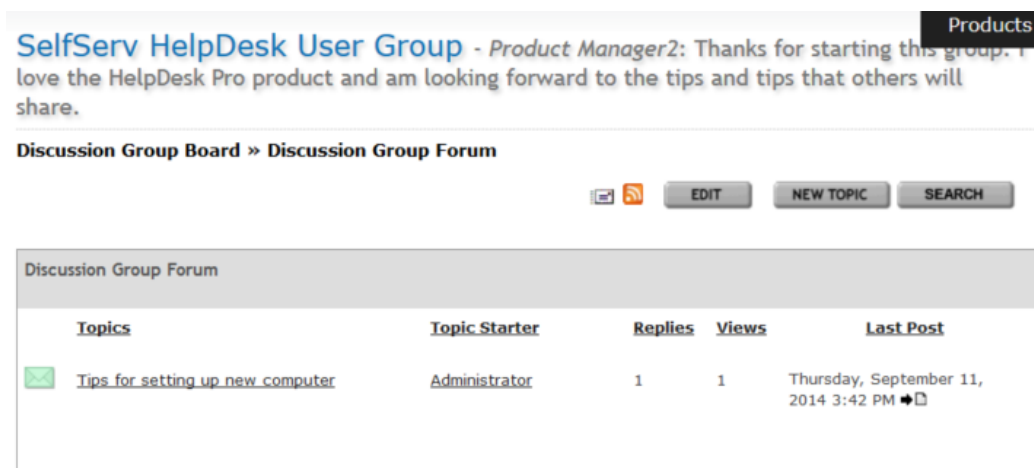 Products
SelfServ HelpDesk User Group - Product Manager2: Thanks for starting this group. I
love the HelpDesk Pro product and am looking forward to the tips and tips that others will
share.
Discussion Group Board » Discussion Group Forum
EDIT NEW TOPIC SEARCH
Discussion Group Forum
Topics Topic Starter Replies Views Last Post
Tips for setting up new computer Administrator 1 1 Thursday, September 11,
2014 3:42 PM